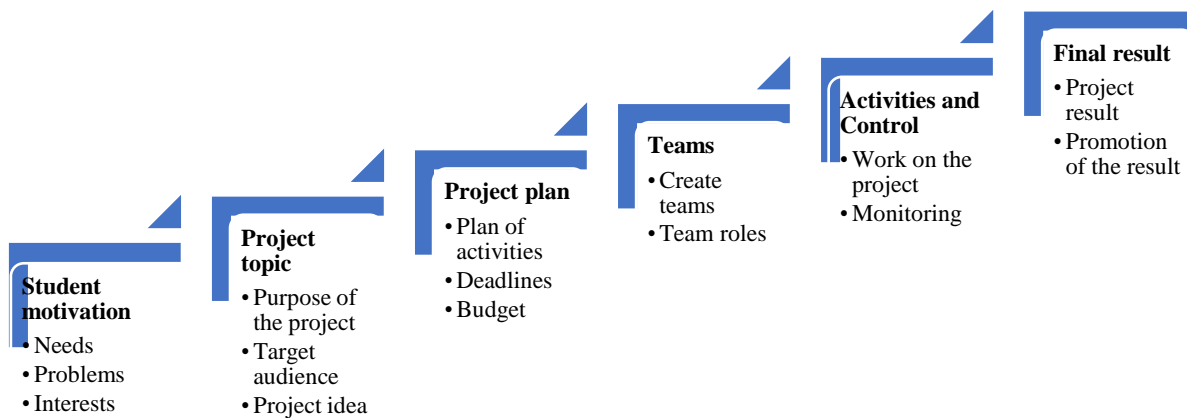 Student
motivation
• Needs
• Problems
• Interests
Project
topic
• Purpose of
the project
• Target
audience
• Project idea
Project plan
• Plan of
activities
• Deadlines
• Budget
Teams
• Create
teams
• Team roles
Activities and
Control
• Work on the
project
• Monitoring
Final result
• Project
result
• Promotion
of the result